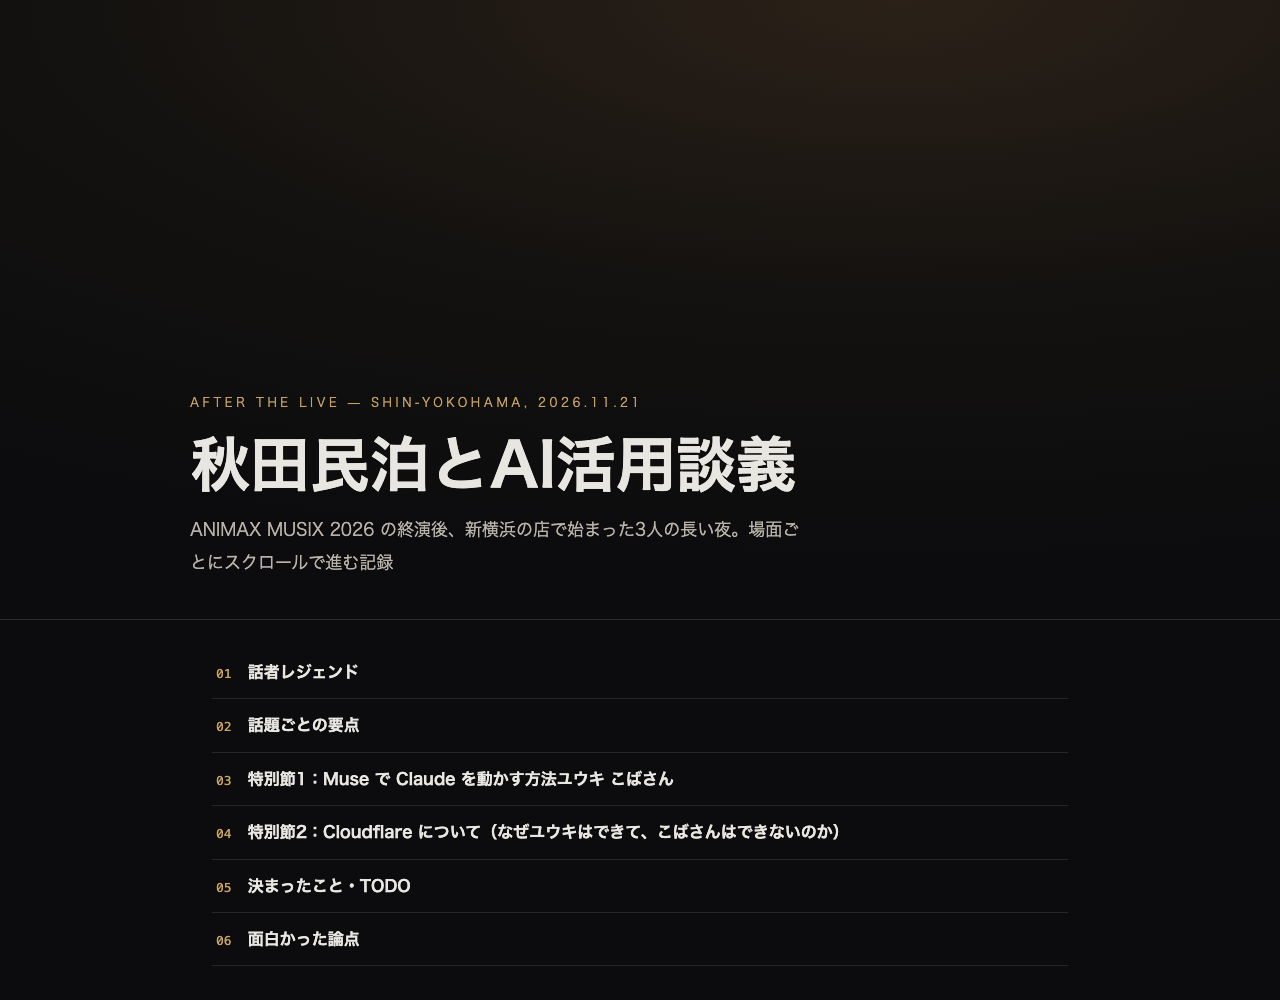 AFTER THE LIVE — SHIN-YOKOHAMA, 2026.11.21
秋田民泊とAI活用談義
ANIMAX MUSIX 2026 の終演後、新横浜の店で始まった3人の長い夜。場面ご
とにスクロールで進む記録
01 話者レジェンド
02 話題ごとの要点
03 特別節1：Muse で Claude を動かす方法ユウキ こばさん
04 特別節2：Cloudflare について（なぜユウキはできて、こばさんはできないのか）
05 決まったこと・TODO
06 面白かった論点